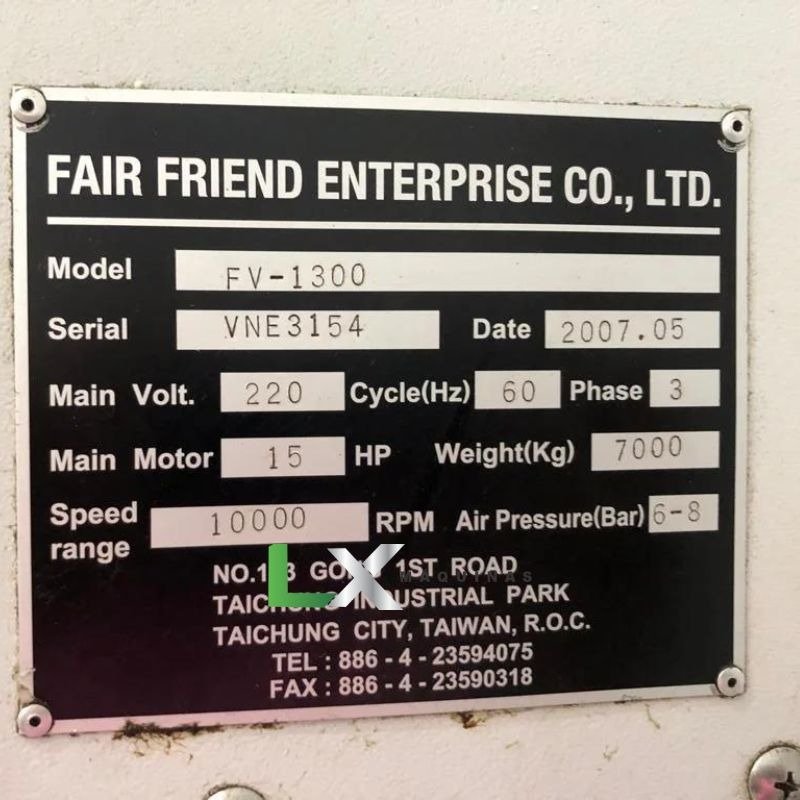 FAIR FRIEND ENTERPRISE CO., LTD.
Model FV-1300
Serial VNE3154 Date 2007.05
Main Volt. 220 Cycle(Hz) 60 Phase 3
Main Motor 15 HP Weight(Kg) 7000
Speed range 10000 RPM Air Pressure(Bar) 6-8
1ST ROAD
LX MAQUINAS
INDUSTRIAL PARK
TAICHUNG CITY, TAIWAN, R.O.C.
TEL : 886 - 4 - 23594075
FAX : 886 - 4 - 23590318